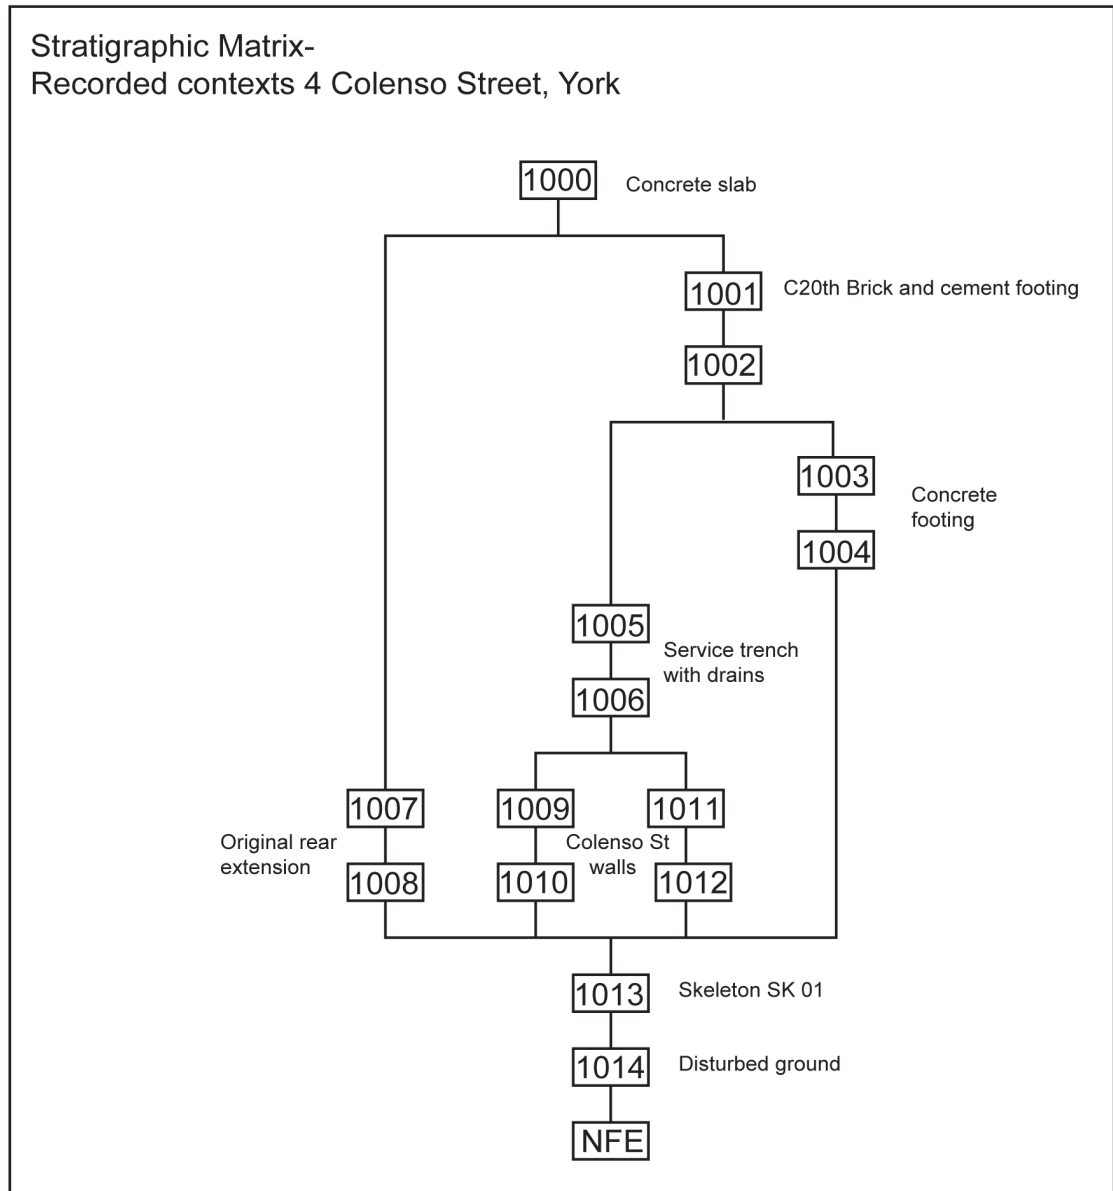 Stratigraphic Matrix-
Recorded contexts 4 Colenso Street, York
1000
Concrete slab
1001
C20th Brick and cement footing
1002
1003
Concrete
footing
1004
1005
Service trench
with drains
1006
1007
1009
1011
Original rear
extension
Colenso St
walls
1008
1010
1012
1013
Skeleton SK 01
1014
Disturbed ground
NFE